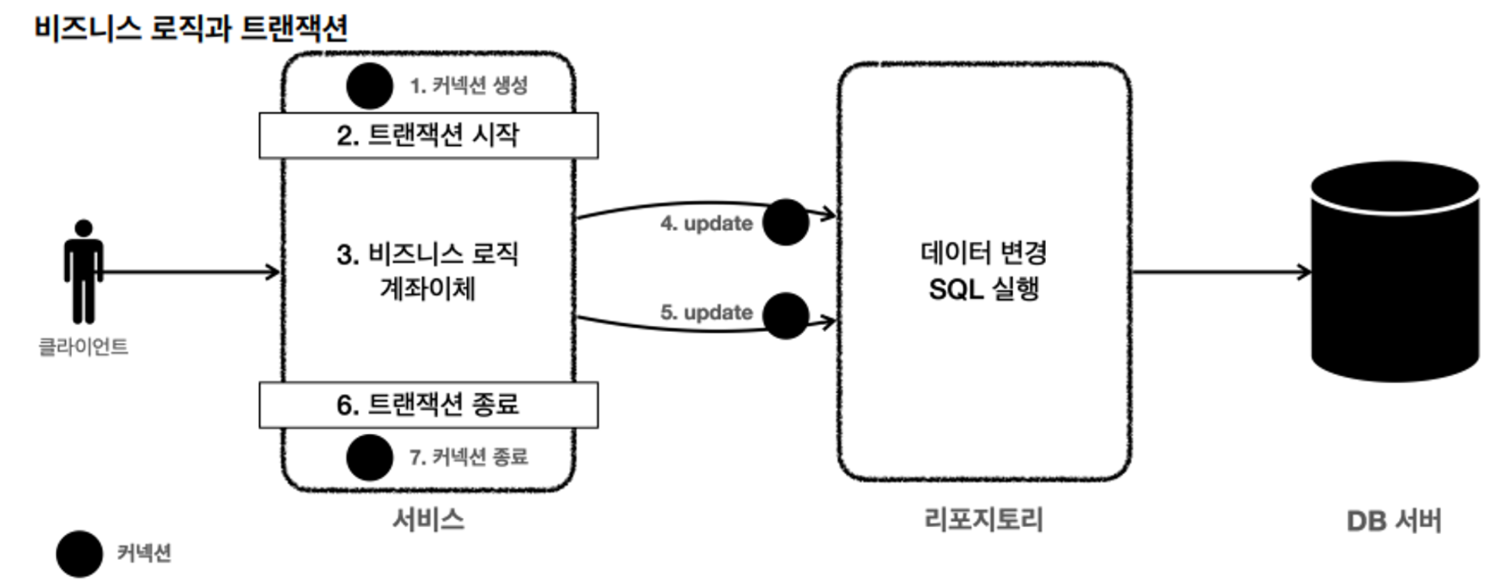 비즈니스 로직과 트랜잭션
1. 커넥션 생성
2. 트랜잭션 시작
3. 비즈니스 로직
계좌이체
4. update
5. update
6. 트랜잭션 종료
7. 커넥션 종료
데이터 변경
SQL 실행
클라이언트
서비스
리포지토리
DB 서버
커넥션